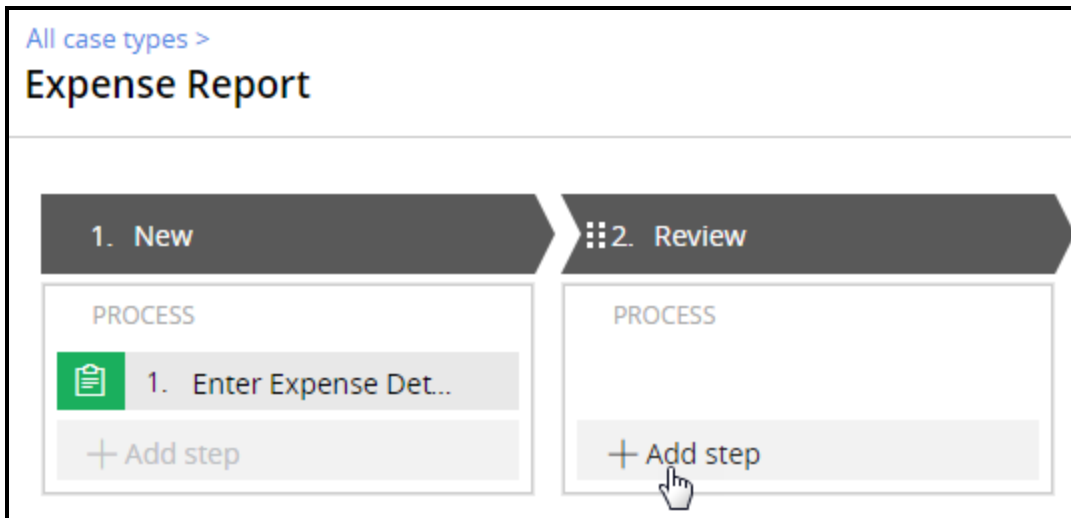 All case types >
Expense Report
1. New
2. Review
PROCESS
PROCESS
1. Enter Expense Det...
+ Add step
+ Add step